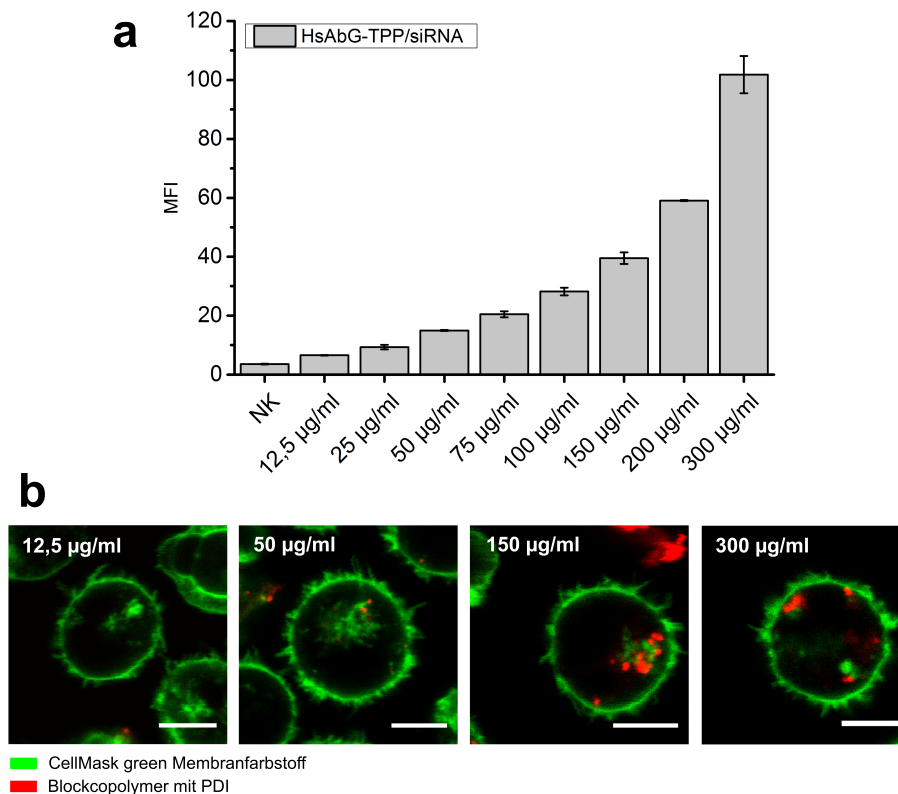 a
HsAbG-TPP/siRNA
MFI
120
100
80
60
40
20
0
NK
12,5 µg/ml
25 µg/ml
50 µg/ml
75 µg/ml
100 µg/ml
150 µg/ml
200 µg/ml
300 µg/ml
b
12,5 µg/ml
50 µg/ml
150 µg/ml
300 µg/ml
CellMask green Membranfarbstoff
Blockcopolymer mit PDI